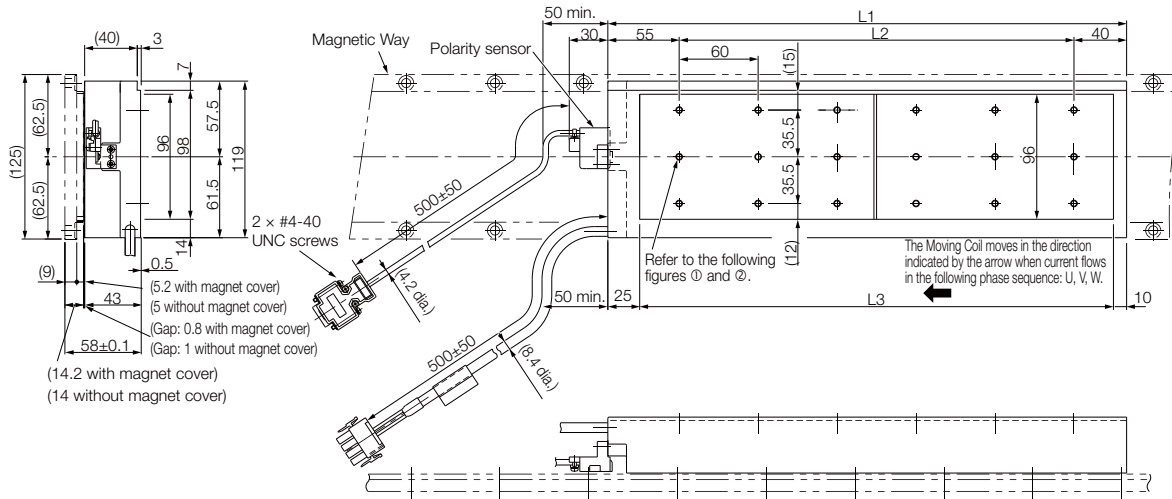 50 min.
L1
(40)
3
30
55
L2
40
Magnetic Way
Polarity sensor
60
(15)
7
(125)
(62.5)
(62.5)
96
98
57.5
61.5
119
35.5
35.5
96
500±50
2 × #4-40
UNC screws
14
(12)
Refer to the following
figures ① and ②.
The Moving Coil moves in the direction
indicated by the arrow when current flows
in the following phase sequence: U, V, W.
(4.2 dia.)
0.5
(9)
(5.2 with magnet cover)
43
(5 without magnet cover)
50 min.
25
L3
10
(Gap: 0.8 with magnet cover)
58±0.1
(Gap: 1 without magnet cover)
500±50
(8.4 dia.)
(14.2 with magnet cover)
(14 without magnet cover)